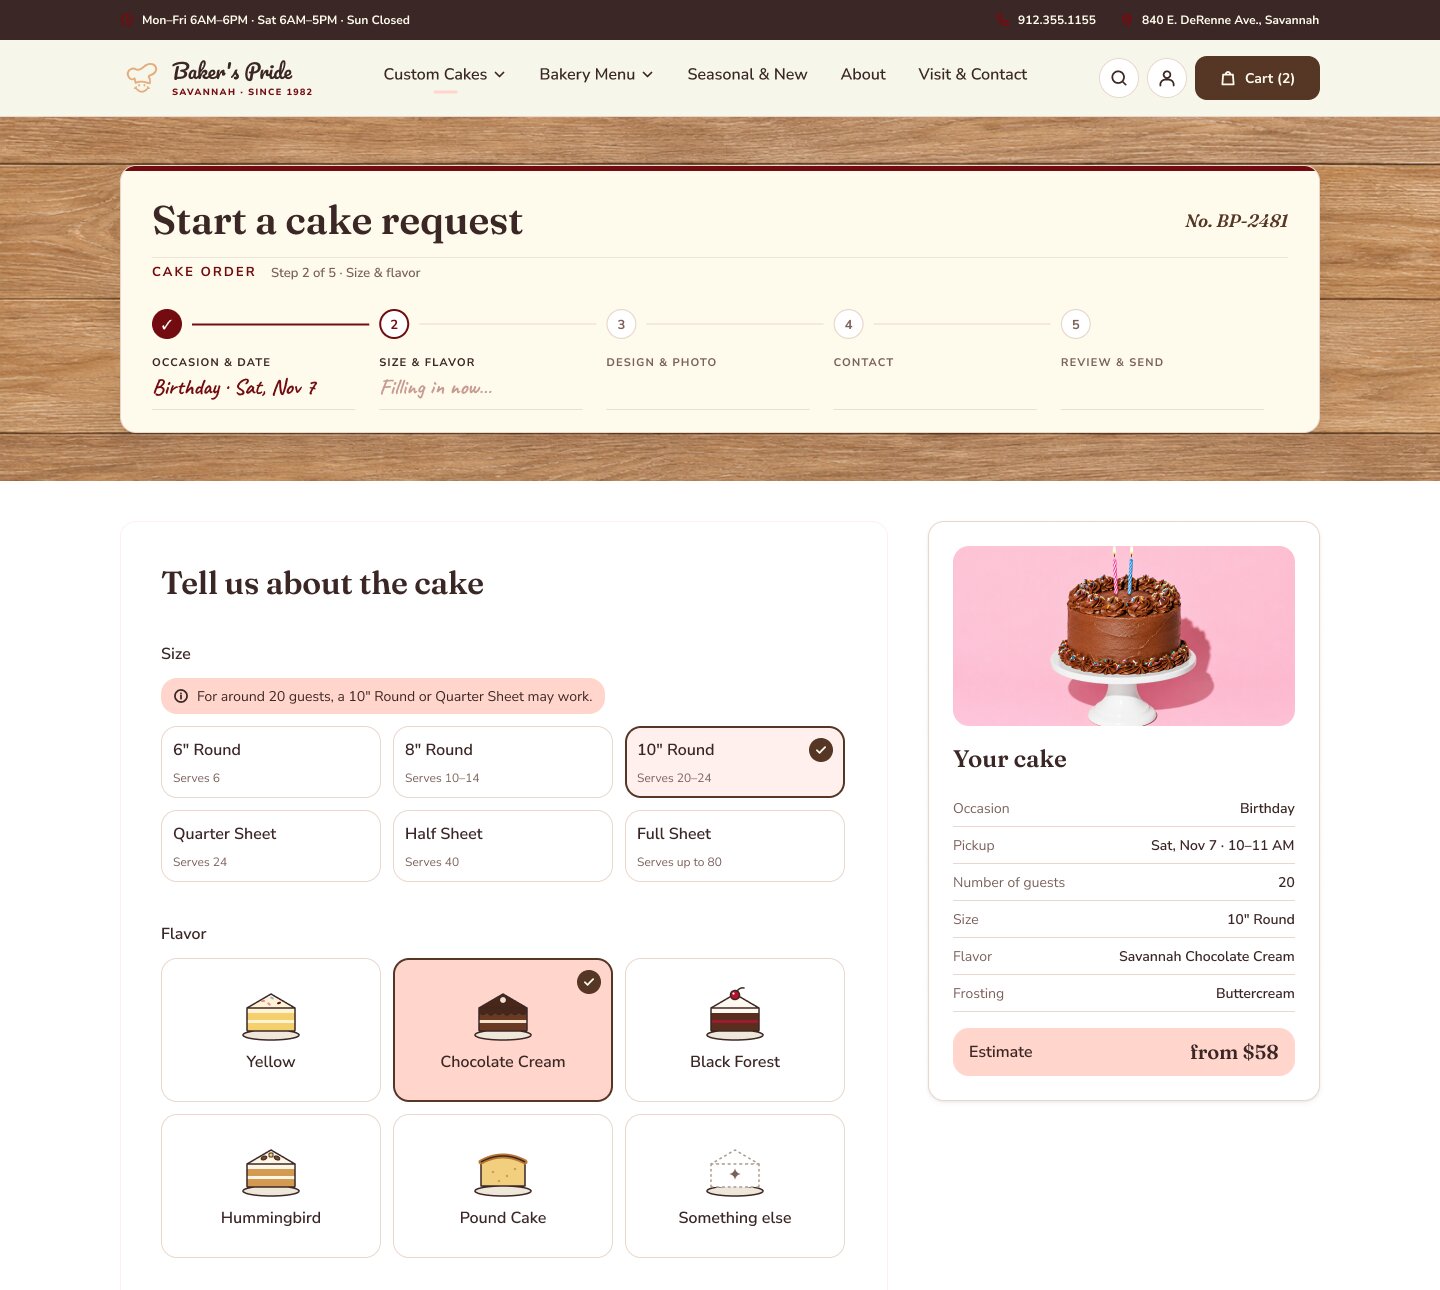 Mon–Fri 6AM–6PM · Sat 6AM–5PM · Sun Closed
912.355.1155
840 E. DeRenne Ave., Savannah
Baker's Pride
SAVANNAH · SINCE 1982
Custom Cakes
Bakery Menu
Seasonal & New
About
Visit & Contact
Cart (2)
Start a cake request
No. BP-2481
CAKE ORDER
Step 2 of 5 · Size & flavor
✓
2
3
4
5
OCCASION & DATE
SIZE & FLAVOR
DESIGN & PHOTO
CONTACT
REVIEW & SEND
Birthday · Sat, Nov 7
Filling in now...
Tell us about the cake
Size
For around 20 guests, a 10" Round or Quarter Sheet may work.
6" Round
Serves 6
8" Round
Serves 10–14
10" Round
Serves 20–24
Quarter Sheet
Serves 24
Half Sheet
Serves 40
Full Sheet
Serves up to 80
Flavor
Yellow
Chocolate Cream
Black Forest
Hummingbird
Pound Cake
Something else
Your cake
Occasion
Birthday
Pickup
Sat, Nov 7 · 10–11 AM
Number of guests
20
Size
10" Round
Flavor
Savannah Chocolate Cream
Frosting
Buttercream
Estimate
from $58